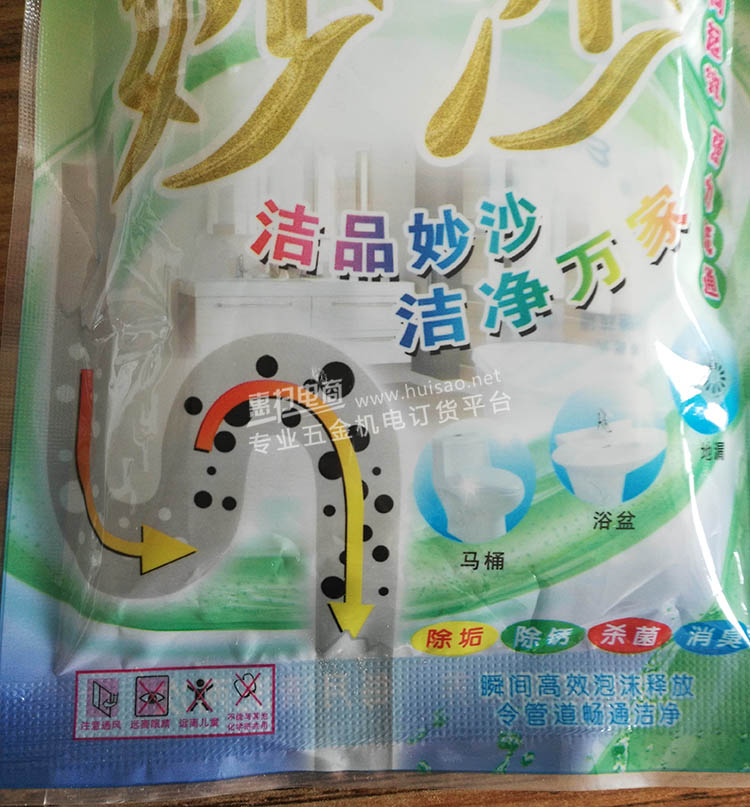 妙沙
洁品妙沙
洁净万家
惠扫电商 www.huisao.net
专业五金机电订货平台
地漏
浴盆
马桶
除垢 除锈 杀菌 消臭
瞬间高效泡沫释放
令管道畅通洁净
注意通风 远离眼睛 远离儿童